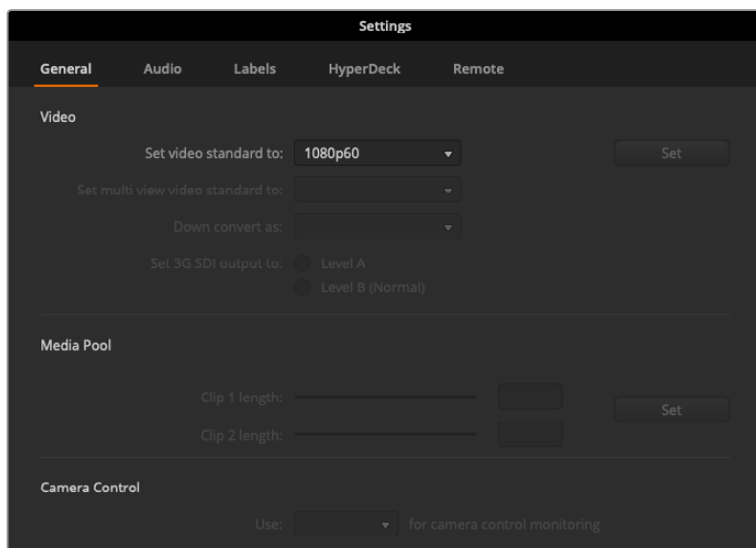 Settings
General Audio Labels HyperDeck Remote
Video
Set video standard to: 1080p60 Set
Set multi view video standard to:
Down convert as:
Set 3G SDI output to: Level A
Level B (Normal)
Media Pool
Clip 1 length:
Set
Clip 2 length:
Camera Control
Use: for camera control monitoring